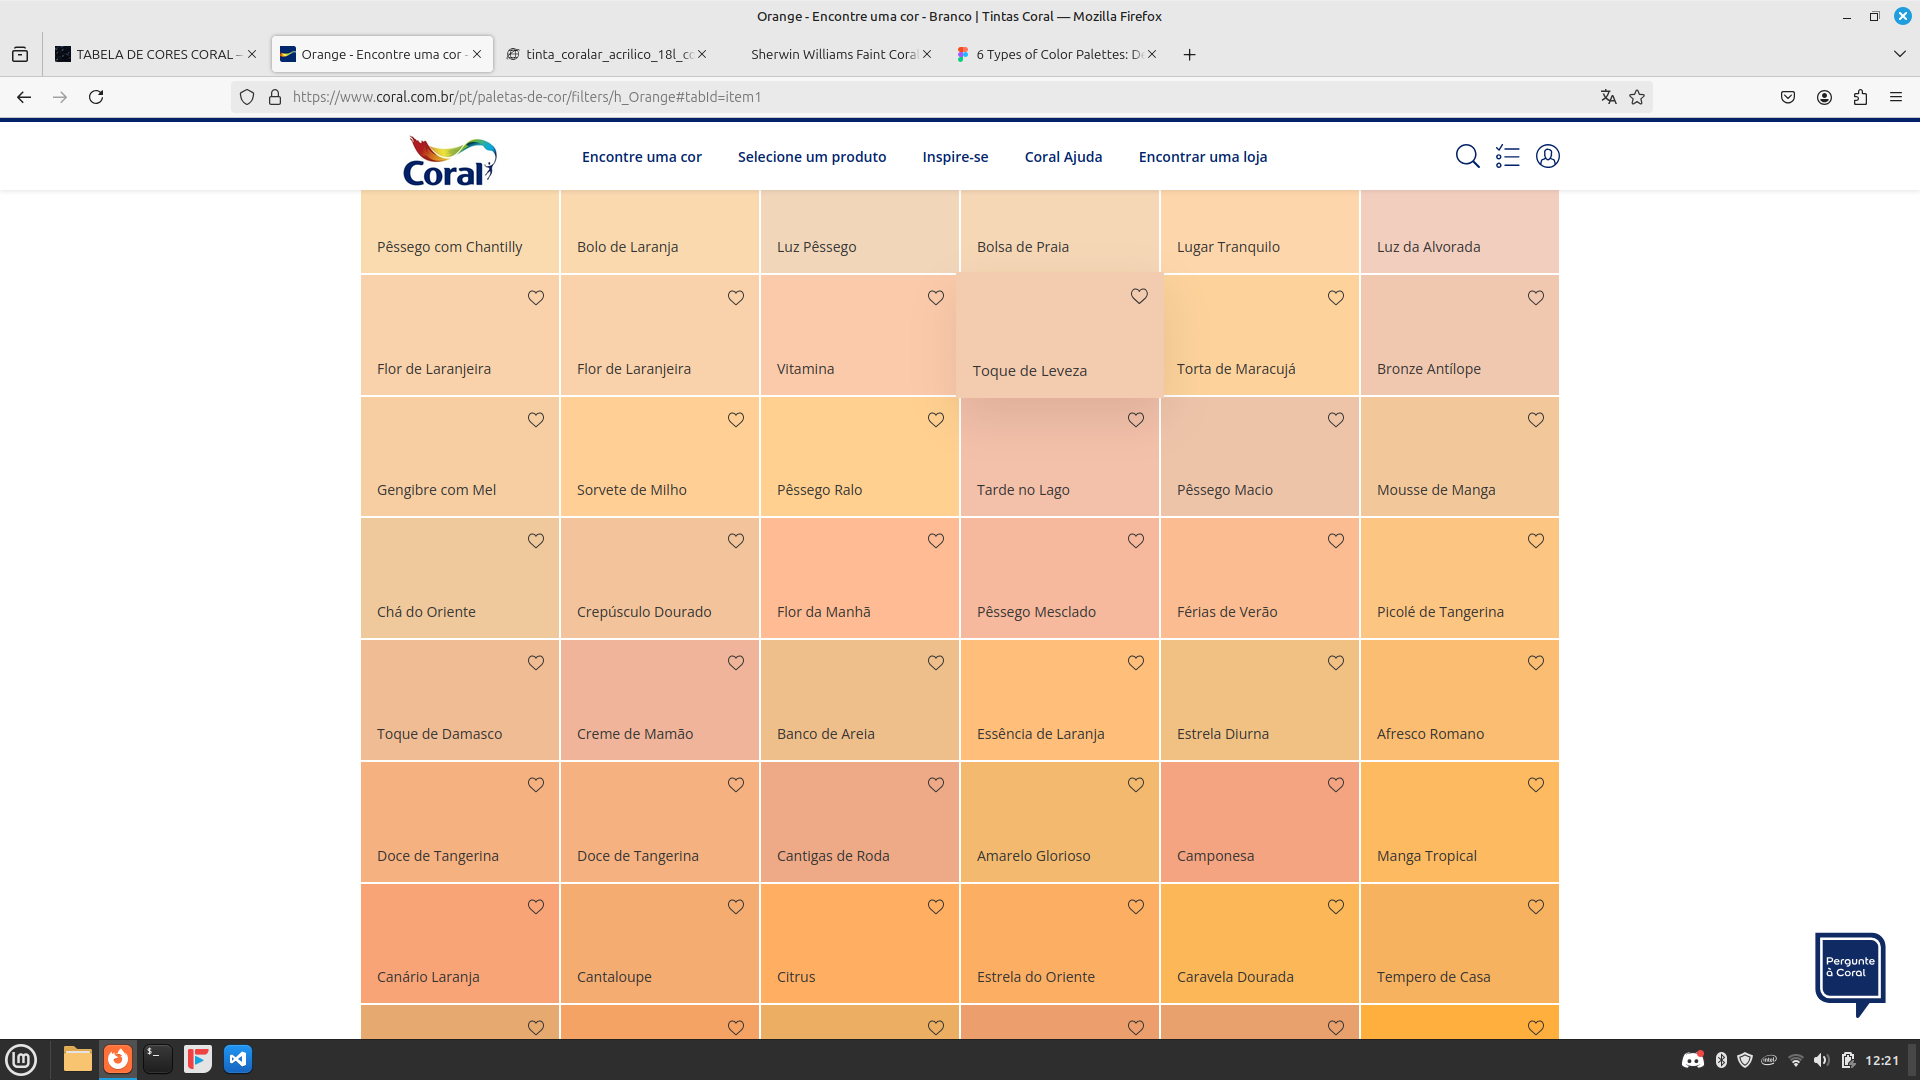 Orange - Encontre uma cor - Branco | Tintas Coral — Mozilla Firefox
TABELA DE CORES CORAL –
Orange - Encontre uma cor -
tinta_coralar_acrilico_18l_cc
Sherwin Williams Faint Coral
6 Types of Color Palettes: De
https://www.coral.com.br/pt/paletas-de-cor/filters/h_Orange#tabId=item1
Coral
Encontre uma cor
Selecione um produto
Inspire-se
Coral Ajuda
Encontrar uma loja
Pêssego com Chantilly
Bolo de Laranja
Luz Pêssego
Bolsa de Praia
Lugar Tranquilo
Luz da Alvorada
Flor de Laranjeira
Flor de Laranjeira
Vitamina
Toque de Leveza
Torta de Maracujá
Bronze Antílope
Gengibre com Mel
Sorvete de Milho
Pêssego Ralo
Tarde no Lago
Pêssego Macio
Mousse de Manga
Chá do Oriente
Crepúsculo Dourado
Flor da Manhã
Pêssego Mesclado
Férias de Verão
Picolé de Tangerina
Toque de Damasco
Creme de Mamão
Banco de Areia
Essência de Laranja
Estrela Diurna
Afresco Romano
Doce de Tangerina
Doce de Tangerina
Cantigas de Roda
Amarelo Glorioso
Camponesa
Manga Tropical
Canário Laranja
Cantaloupe
Citrus
Estrela do Oriente
Caravela Dourada
Tempero de Casa
Pergunte
à Coral
12:21